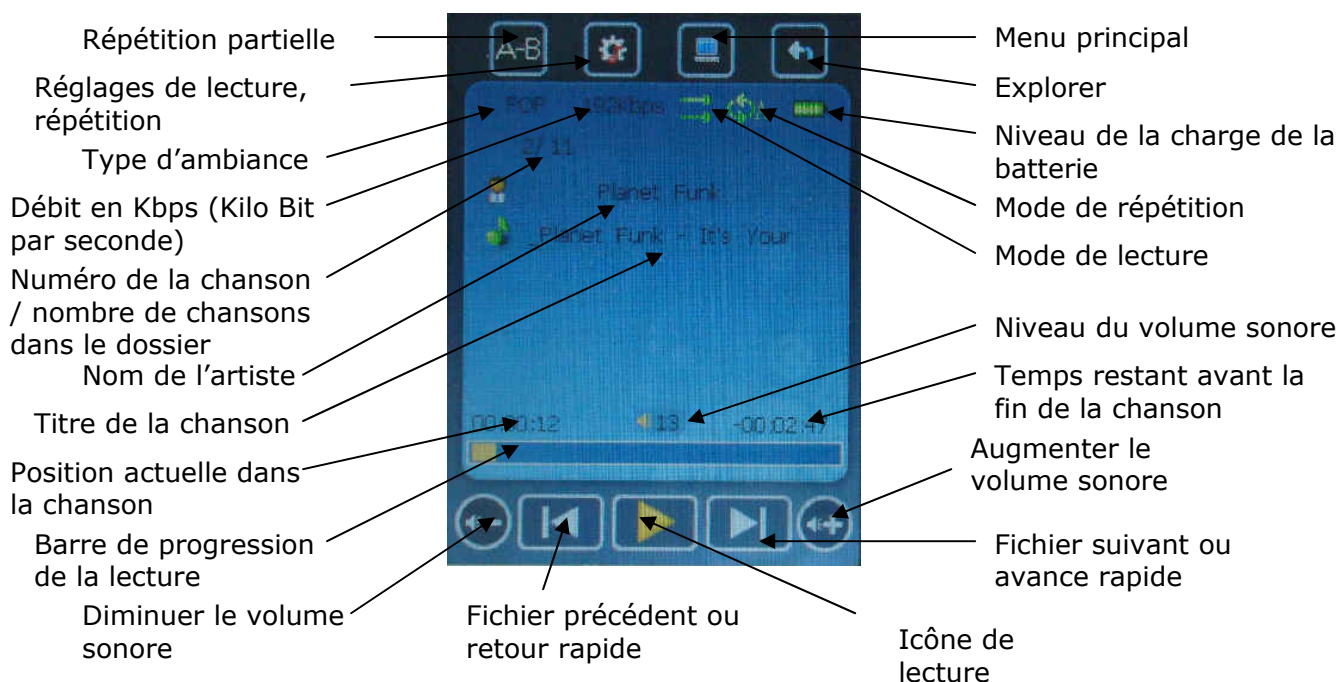 Répétition partielle
Réglages de lecture,
répétition
Type d'ambiance
Débit en Kbps (Kilo Bit
par seconde)
Numéro de la chanson
/ nombre de chansons
dans le dossier
Nom de l'artiste
Titre de la chanson
Position actuelle dans
la chanson
Barre de progression
de la lecture
Diminuer le volume
sonore
A-B
POP 192Kbps A
2/ 11
Planet Funk
Planet Funk - It's Your
00:00:12 13 -00:02:47
Fichier précédent ou
retour rapide
Icône de
lecture
Menu principal
Explorer
Niveau de la charge de la
batterie
Mode de répétition
Mode de lecture
Niveau du volume sonore
Temps restant avant la
fin de la chanson
Augmenter le
volume sonore
Fichier suivant ou
avance rapide